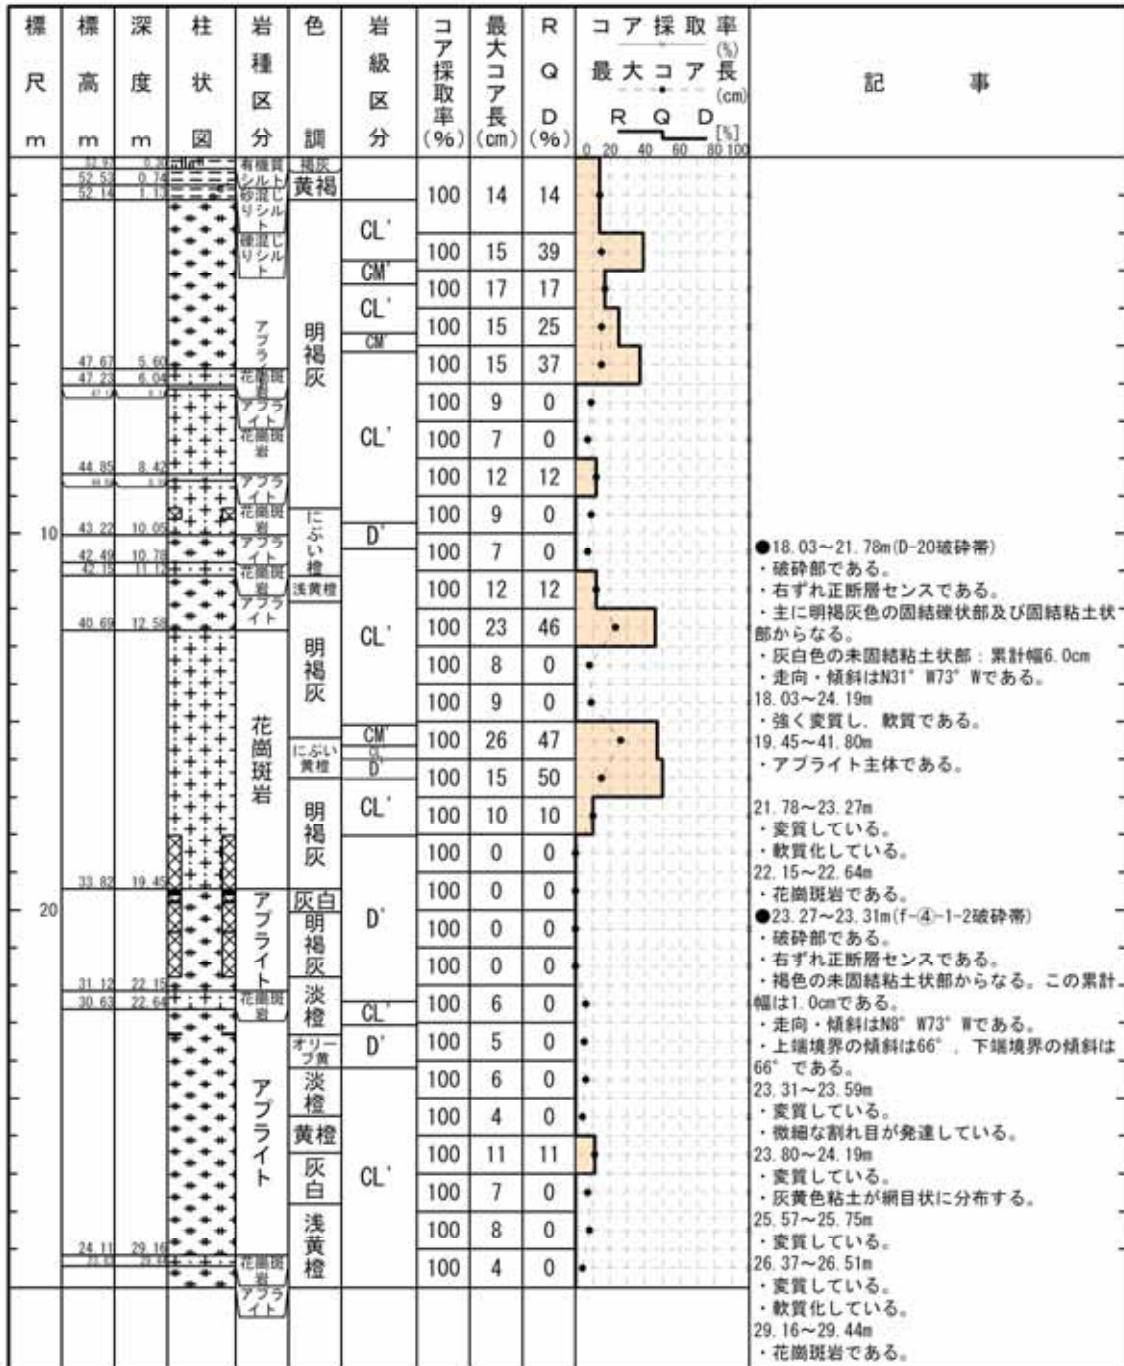 標尺m
標高m
深度m
柱状図
岩種区分
色調
岩級区分
コア採取率(%)
最大コア長(cm)
RQD(%)
コア採取率
(%)
最大コア長
(cm)
RQD
[%]
0 20 40 60 80 100
記事
52.97 0.30
52.53 0.74
52.14 1.13
47.67 5.60
47.23 6.04
44.85 8.42
43.22 10.05
42.49 10.78
42.15 11.12
40.69 12.58
33.82 19.45
31.12 22.15
30.63 22.64
24.11 29.16
10
20
有機質シルト
砂混じりシルト
礫混じりシルト
アプライト
花崗斑岩
アプライト
花崗斑岩
アプライト
花崗斑岩
アプライト
花崗斑岩
アプライト
花崗斑岩
アプライト
花崗斑岩
アプライト
花崗斑岩
アプライト
褐灰
黄褐
明褐灰
にぶい橙
浅黄橙
明褐灰
にぶい黄橙
明褐灰
灰白
明褐灰
淡橙
オリーブ黄
淡橙
黄橙
灰白
浅黄橙
CL'
CM'
CL'
CM'
CL'
D'
CL'
CM'
CL'
D'
CL'
D'
CL'
D'
CL'
100 14 14
100 15 39
100 17 17
100 15 25
100 15 37
100 9 0
100 7 0
100 12 12
100 9 0
100 7 0
100 12 12
100 23 46
100 8 0
100 9 0
100 26 47
100 15 50
100 10 10
100 0 0
100 0 0
100 0 0
100 0 0
100 6 0
100 5 0
100 6 0
100 4 0
100 11 11
100 7 0
100 8 0
100 4 0
●18.03～21.78m(D-20破砕帯)
・破砕部である。
・右ずれ正断層センスである。
・主に明褐灰色の固結礫状部及び固結粘土状
部からなる。
・灰白色の未固結粘土状部：累計幅6.0cm
・走向・傾斜はN31°W73°Wである。
18.03～24.19m
・強く変質し、軟質である。
19.45～41.80m
・アプライト主体である。
21.78～23.27m
・変質している。
・軟質化している。
22.15～22.64m
・花崗斑岩である。
●23.27～23.31m(f-④-1-2破砕帯)
・破砕部である。
・右ずれ正断層センスである。
・褐色の未固結粘土状部からなる。この累計
幅は1.0cmである。
・走向・傾斜はN8°W73°Wである。
・上端境界の傾斜は66°、下端境界の傾斜は
66°である。
23.31～23.59m
・変質している。
・微細な割れ目が発達している。
23.80～24.19m
・変質している。
・灰黄色粘土が網目状に分布する。
25.57～25.75m
・変質している。
26.37～26.51m
・変質している。
・軟質化している。
29.16～29.44m
・花崗斑岩である。